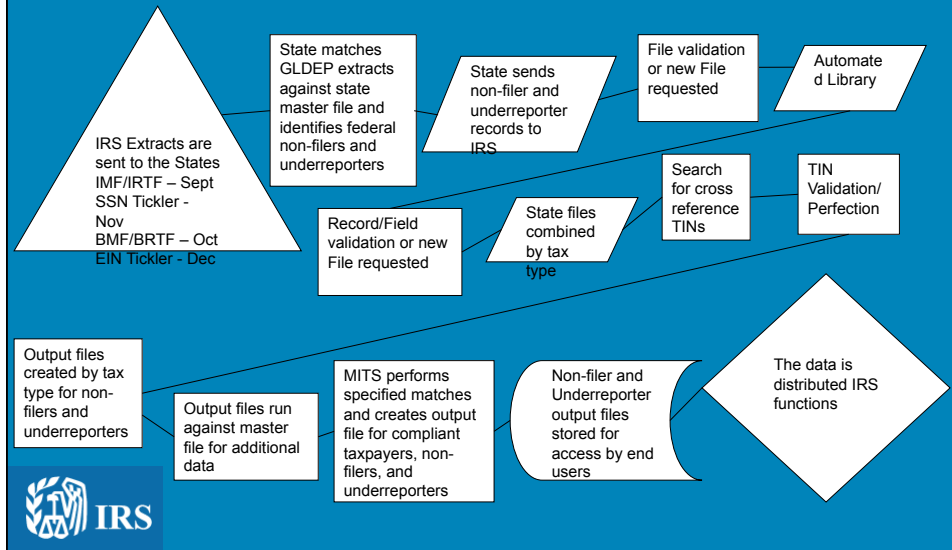 IRS Extracts are
sent to the States
IMF/IRTF – Sept
SSN Tickler -
Nov
BMF/BRTF – Oct
EIN Tickler - Dec
State matches
GLDEP extracts
against state
master file and
identifies federal
non-filers and
underreporters
State sends
non-filer and
underreporter
records to
IRS
File validation
or new File
requested
Automate
d Library
Record/Field
validation or new
File requested
State files
combined
by tax
type
Search
for cross
reference
TINs
TIN
Validation/
Perfection
Output files
created by tax
type for non-
filers and
underreporters
Output files run
against master
file for additional
data
MITS performs
specified matches
and creates output
file for compliant
taxpayers, non-
filers, and
underreporters
Non-filer and
Underreporter
output files
stored for
access by end
users
The data is
distributed IRS
functions
IRS